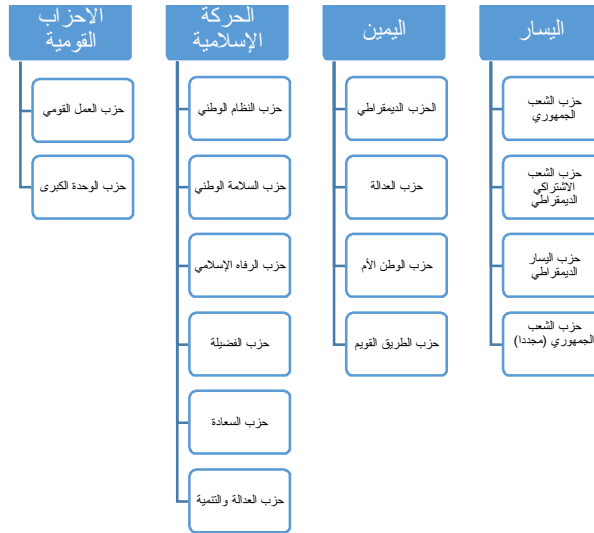 اليسار
حزب الشعب
الجمهوري
حزب الشعب
الاشتراكي
الديمقراطي
حزب اليسار
الديمقراطي
حزب الشعب
الجمهوري (مجددا)
اليمين
الحزب الديمقراطي
حزب العدالة
حزب الوطن الأم
حزب الطريق القويم
الحركة
الإسلامية
حزب النظام الوطني
حزب السلامة الوطني
حزب الرفاه الإسلامي
حزب الفضيلة
حزب السعادة
حزب العدالة والتنمية
الاحزاب
القومية
حزب العمل القومي
حزب الوحدة الكبرى